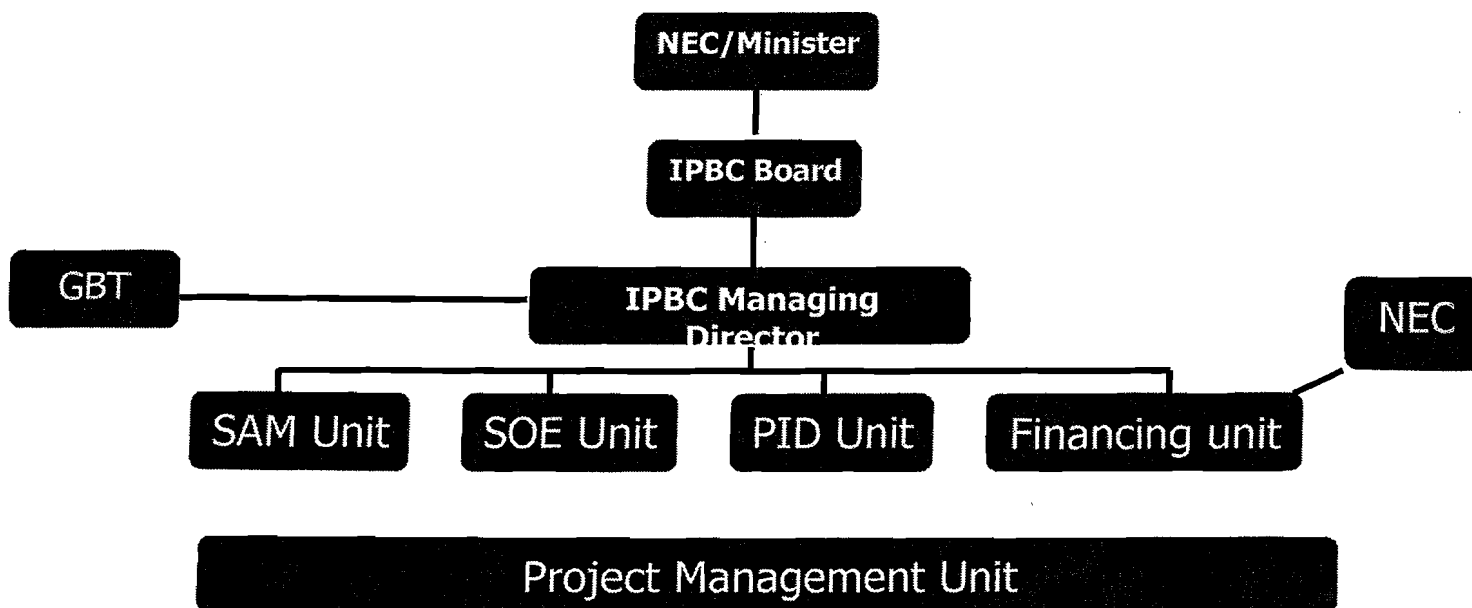 NEC/Minister
IPBC Board
GBT
IPBC Managing
Director
NEC
SAM Unit
SOE Unit
PID Unit
Financing unit
Project Management Unit